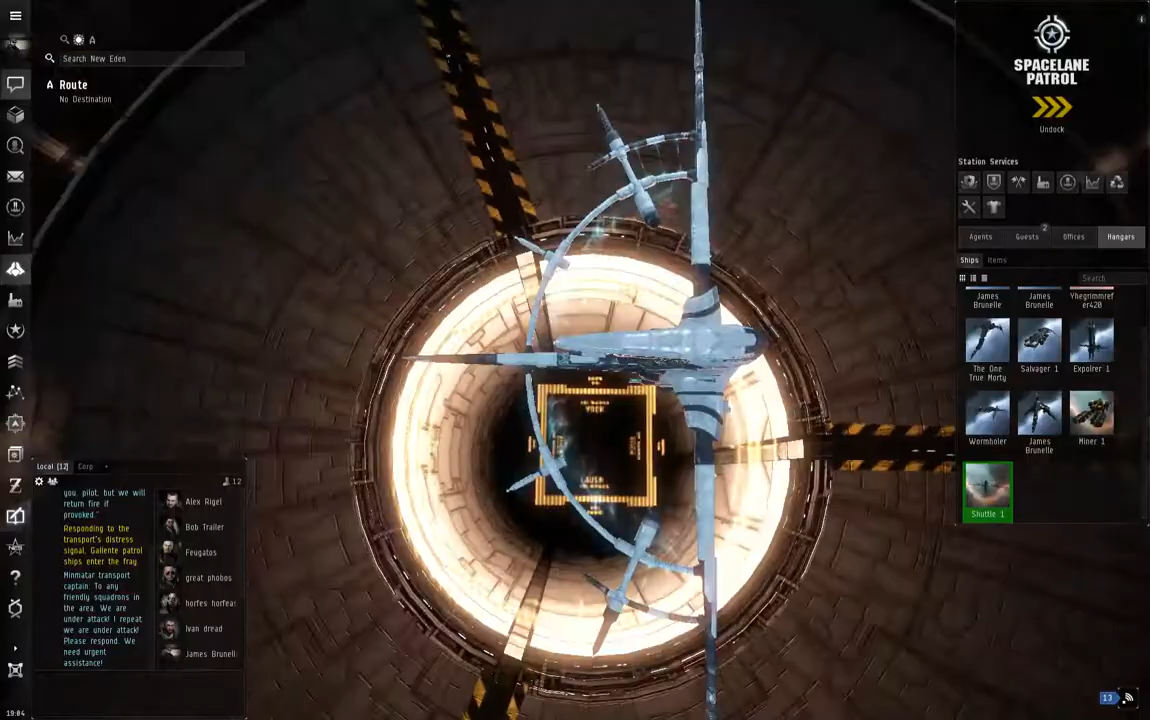 Search New Eden
Route
No Destination
SPACELANE
PATROL
Undock
Station Services
Agents
Guests
2
Offices
Hangars
Ships
Items
Search
James
Brunelle
James
Brunelle
Yhegrimmref
er420
The One
True Morty
Salvager 1
Explorer 1
Wormholer
James
Brunelle
Miner 1
Shuttle 1
Local [12]
Corp
12
you, pilot, but we will
return fire if
provoked."
Responding to the
transport's distress
signal, Gallente patrol
ships enter the fray
Minmatar transport
captain: To any
friendly squadrons in
the area. We are
under attack! I repeat
we are under attack!
Please respond. We
need urgent
assistance!
Alex Rigel
Bob Trailer
Feugatos
great phobos
horfes horfeas
Ivan dread
James Brunell
19:04
13